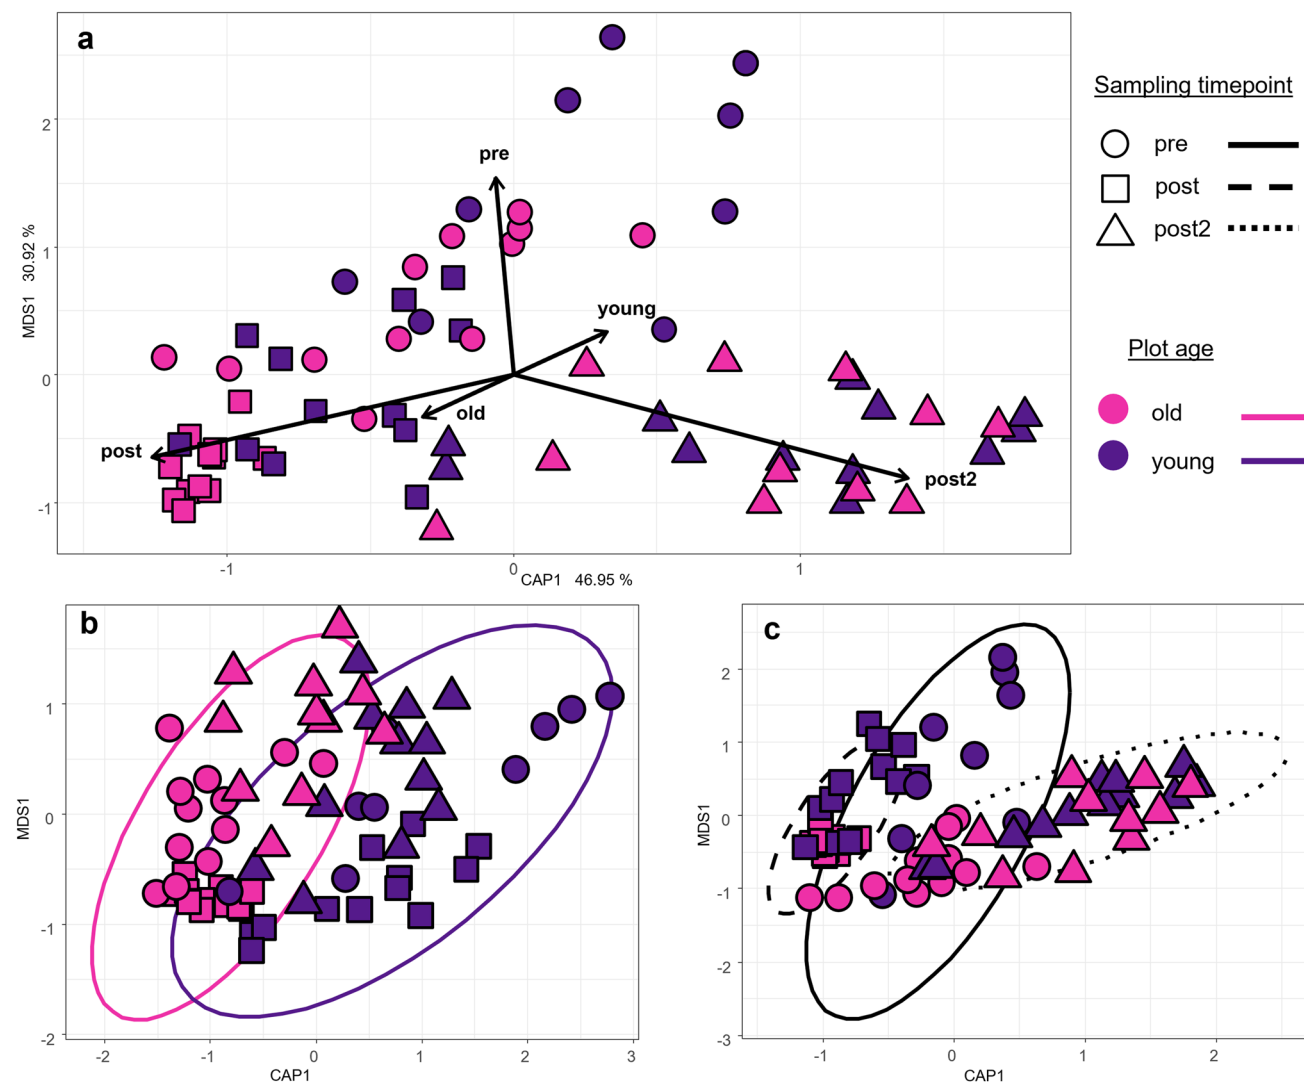 a
Sampling timepoint
pre
post
post2
Plot age
old
young
pre
young
old
post
post2
2
1
0
-1
MDS1 30.92 %
-1
0
1
CAP1 46.95 %
b
1
0
-1
-2
MDS1
-2
-1
0
1
2
3
CAP1
c
2
1
0
-1
-2
-3
MDS1
-1
0
1
2
CAP1